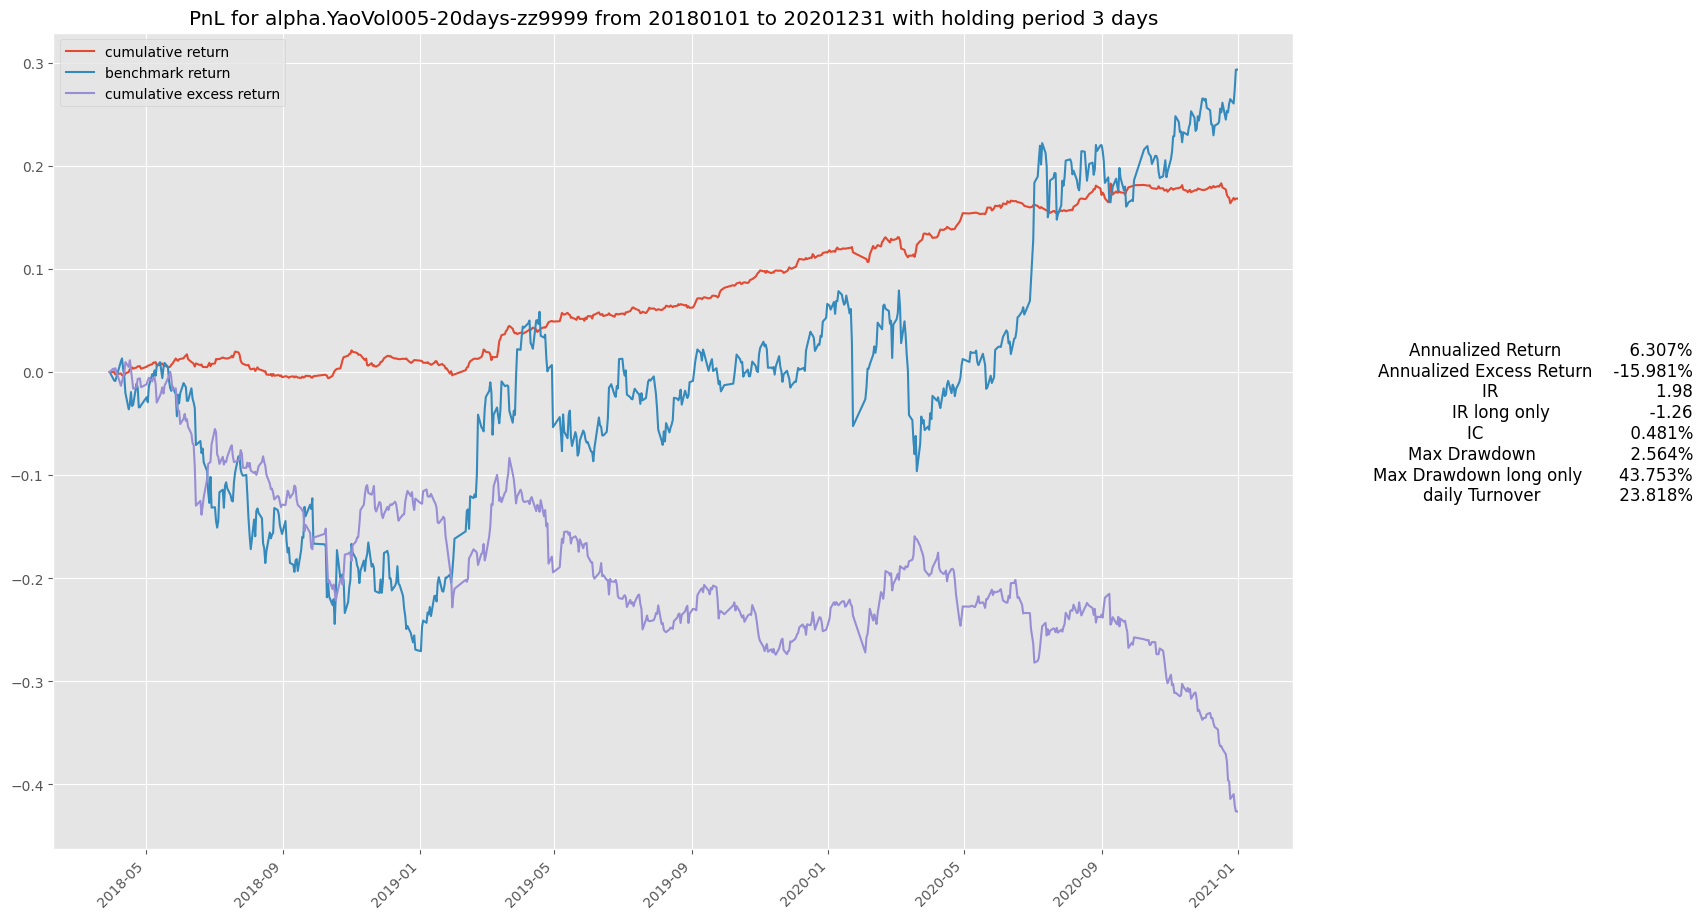 PnL for alpha.YaoVol005-20days-zz9999 from 20180101 to 20201231 with holding period 3 days
cumulative return
benchmark return
cumulative excess return
0.3
0.2
0.1
0.0
−0.1
−0.2
−0.3
−0.4
2018-05
2018-09
2019-01
2019-05
2019-09
2020-01
2020-05
2020-09
2021-01
Annualized Return 6.307%
Annualized Excess Return -15.981%
IR 1.98
IR long only -1.26
IC 0.481%
Max Drawdown 2.564%
Max Drawdown long only 43.753%
daily Turnover 23.818%